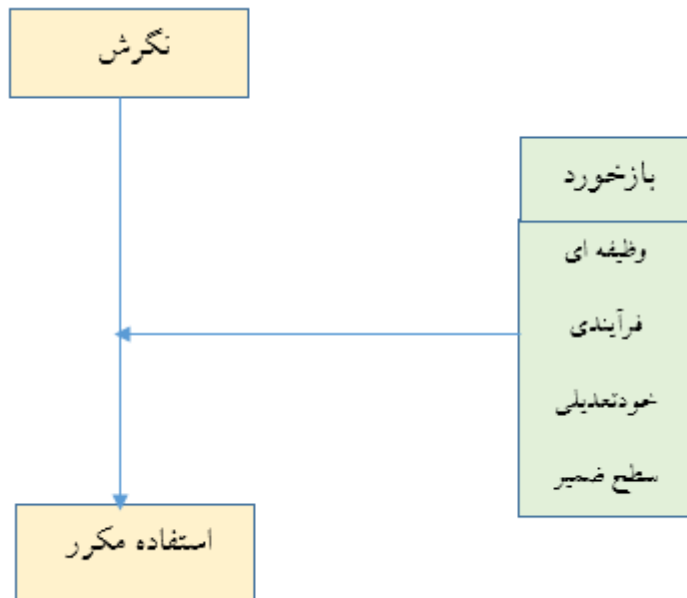 نگرش
بازخورد
وظیفه ای
فرآیندی
خودتعدیلی
سطح ضمیر
استفاده مکرر